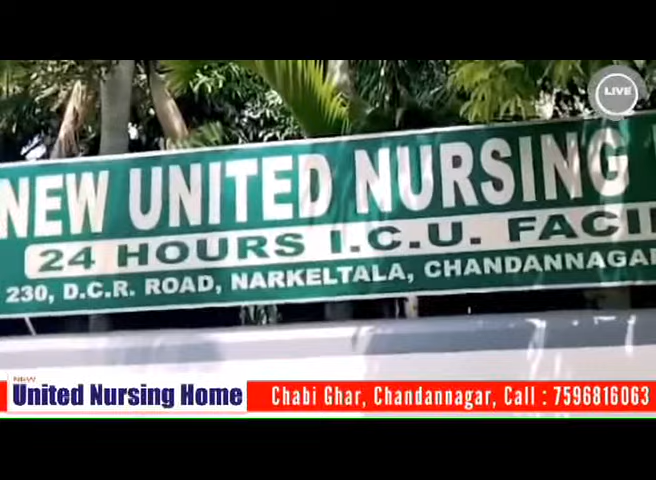 LIVE
NEW UNITED NURSING
24 HOURS I.C.U. FACI
230, D.C.R. ROAD, NARKELTALA, CHANDANNAGA
NEW
United Nursing Home
Chabi Ghar, Chandannagar, Call : 7596816063